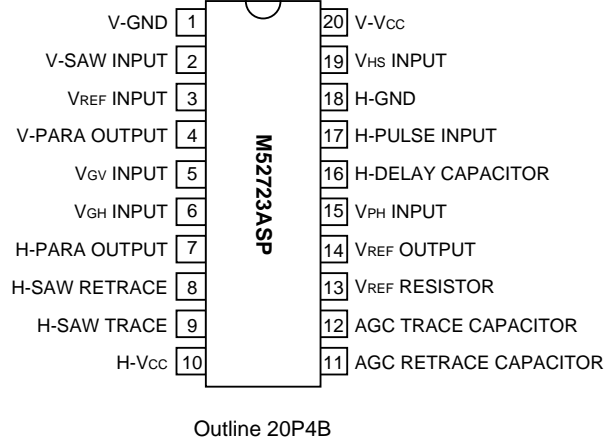 V-GND 1 20 V-VCC
V-SAW INPUT 2 19 VHS INPUT
VREF INPUT 3 18 H-GND
V-PARA OUTPUT 4 17 H-PULSE INPUT
VGV INPUT 5 16 H-DELAY CAPACITOR
VGH INPUT 6 15 VPH INPUT
H-PARA OUTPUT 7 14 VREF OUTPUT
H-SAW RETRACE 8 13 VREF RESISTOR
H-SAW TRACE 9 12 AGC TRACE CAPACITOR
H-VCC 10 11 AGC RETRACE CAPACITOR
M52723ASP
Outline 20P4B